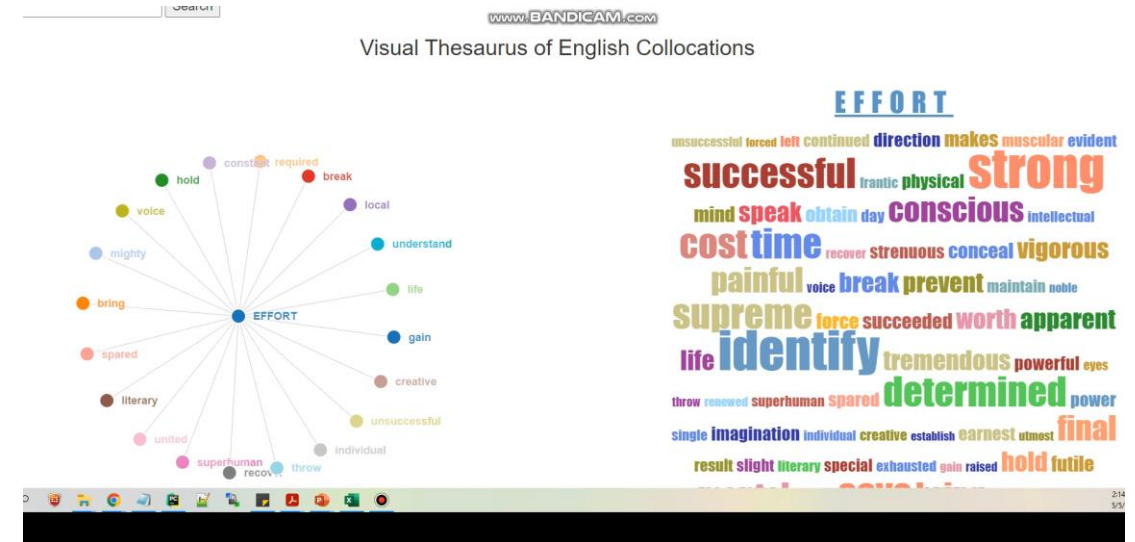 Search
www.BANDICAM.com
Visual Thesaurus of English Collocations
constant required
hold
break
voice
local
mighty
understand
bring
life
EFFORT
gain
spared
creative
literary
unsuccessful
united
individual
superhuman
throw
EFFORT
unsuccessful forced left continued direction makes muscular evident
successful frantic physical strong
mind speak obtain day conscious intellectual
cost time recover strenuous conceal vigorous
painful voice break prevent maintain noble
supreme force succeeded worth apparent
life identify tremendous powerful eyes
throw renewed superhuman spared determined power
single imagination individual creative establish earnest utmost final
result slight literary special exhausted gain raised hold futile
2:14
5/5/